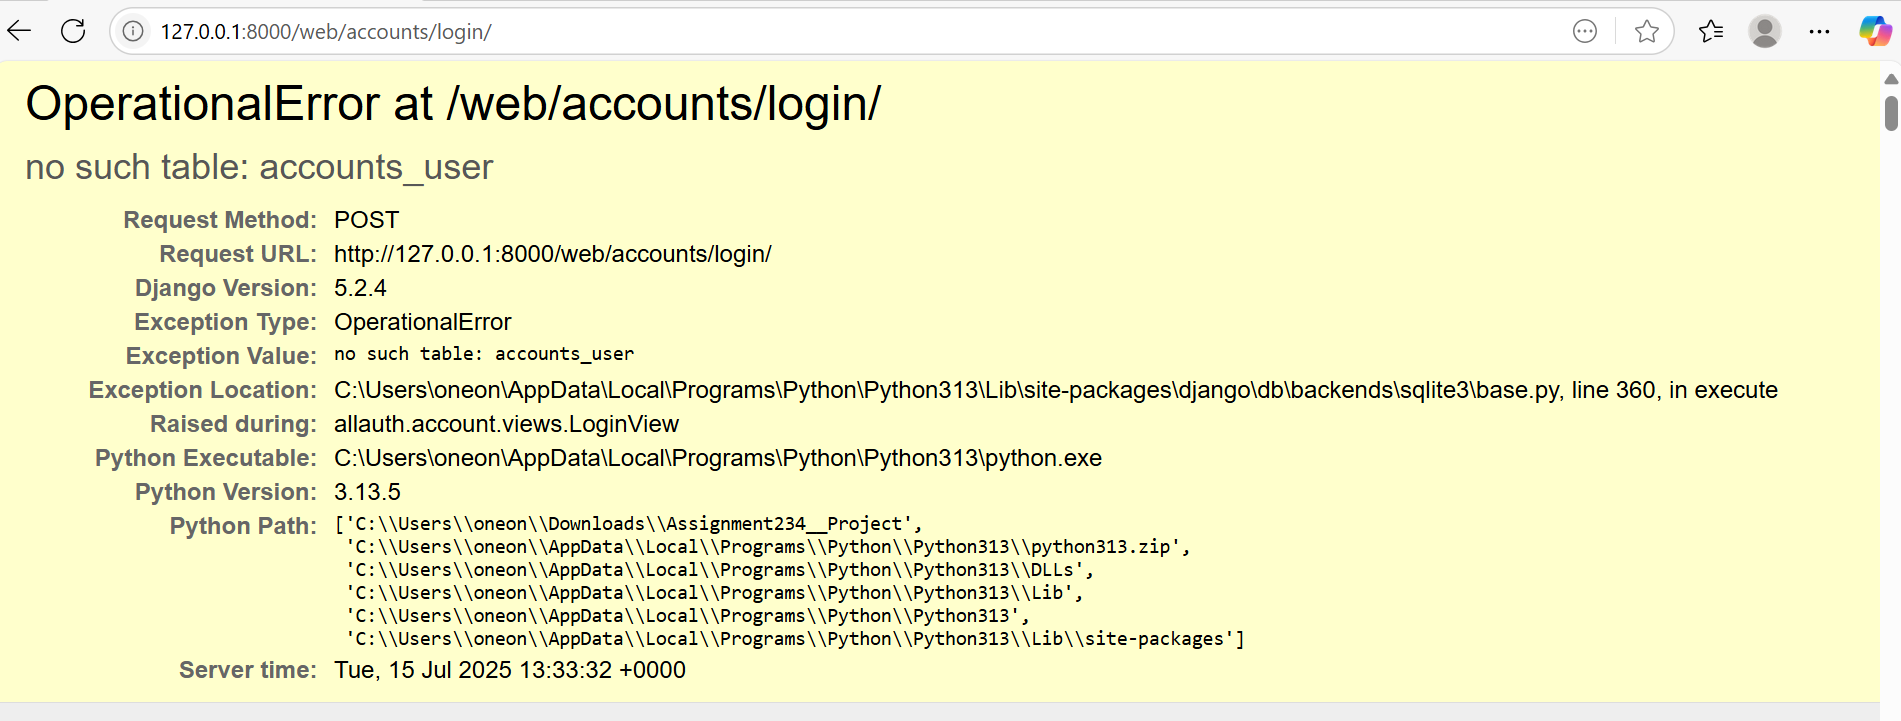 127.0.0.1:8000/web/accounts/login/
OperationalError at /web/accounts/login/
no such table: accounts_user
Request Method: POST
Request URL: http://127.0.0.1:8000/web/accounts/login/
Django Version: 5.2.4
Exception Type: OperationalError
Exception Value: no such table: accounts_user
Exception Location: C:\Users\oneon\AppData\Local\Programs\Python\Python313\Lib\site-packages\django\db\backends\sqlite3\base.py, line 360, in execute
Raised during: allauth.account.views.LoginView
Python Executable: C:\Users\oneon\AppData\Local\Programs\Python\Python313\python.exe
Python Version: 3.13.5
Python Path: ['C:\\Users\\oneon\\Downloads\\Assignment234__Project',
'C:\\Users\\oneon\\AppData\\Local\\Programs\\Python\\Python313\\python313.zip',
'C:\\Users\\oneon\\AppData\\Local\\Programs\\Python\\Python313\\DLLs',
'C:\\Users\\oneon\\AppData\\Local\\Programs\\Python\\Python313\\Lib',
'C:\\Users\\oneon\\AppData\\Local\\Programs\\Python\\Python313',
'C:\\Users\\oneon\\AppData\\Local\\Programs\\Python\\Python313\\Lib\\site-packages']
Server time: Tue, 15 Jul 2025 13:33:32 +0000